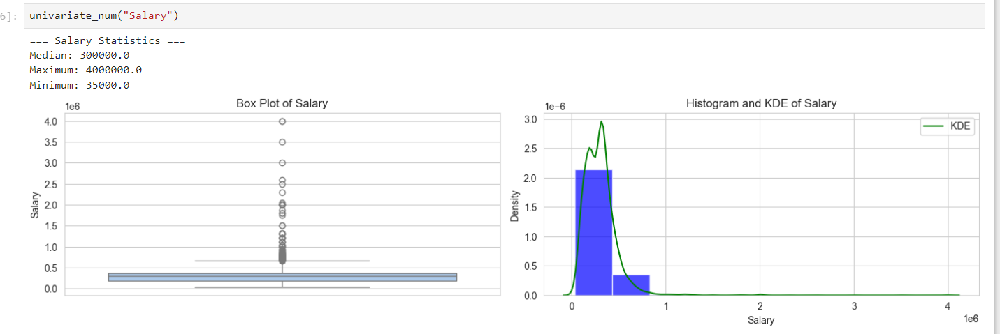 6]:
univariate_num("Salary")
=== Salary Statistics ===
Median: 300000.0
Maximum: 4000000.0
Minimum: 35000.0
Box Plot of Salary
1e6
4.0
3.5
3.0
2.5
2.0
1.5
1.0
0.5
0.0
Salary
Histogram and KDE of Salary
1e−6
KDE
3.0
2.5
2.0
1.5
1.0
0.5
0.0
Density
0 1 2 3 4
1e6
Salary